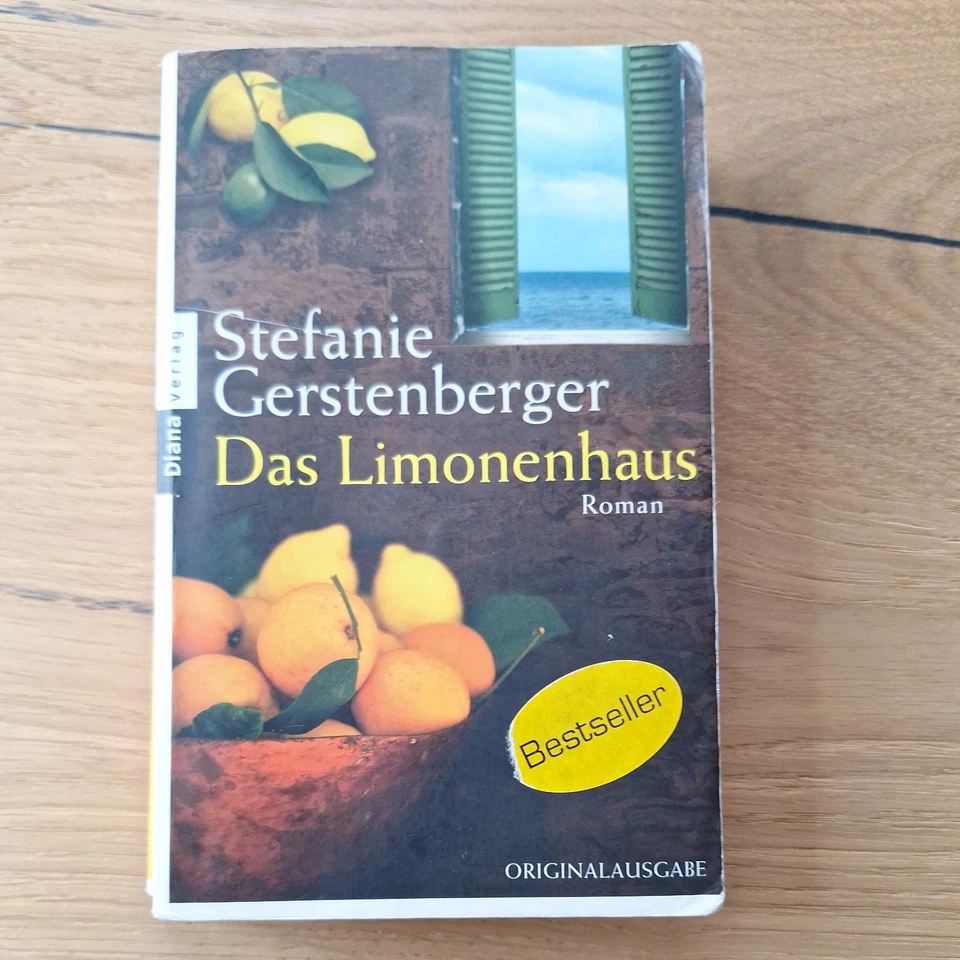 Stefanie
Gerstenberger
Das Limonenhaus
Roman
Diana Verlag
Bestseller
ORIGINALAUSGABE